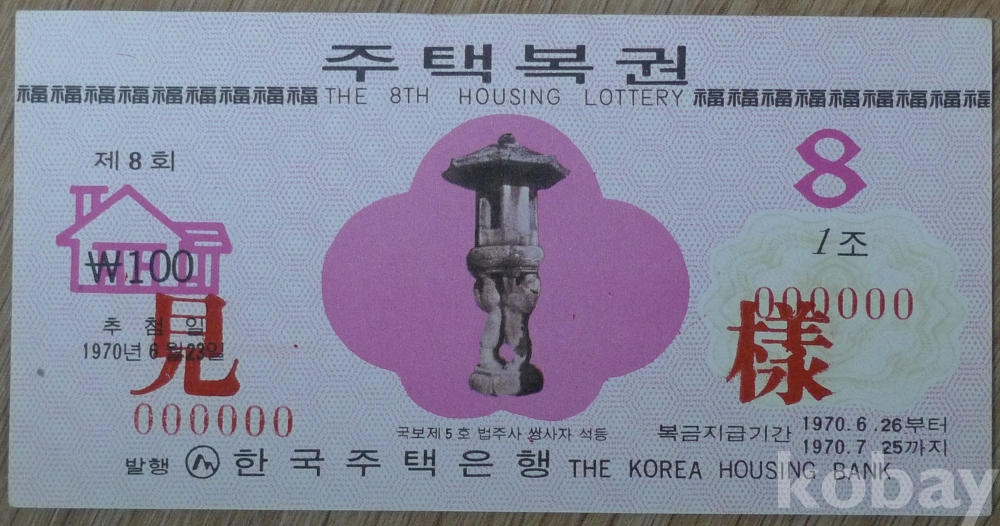 주택복권
福福福福福福福福福 THE 8TH HOUSING LOTTERY 福福福福福福福福福
제 8 회
8
₩100
1조
000000
見 樣
추 첨 일
1970년 6월 23일
000000
국보제5호 법주사 쌍사자 석등
복금지급기간 1970. 6. 26부터
1970. 7. 25까지
발행 한국주택은행 THE KOREA HOUSING BANK
kobay